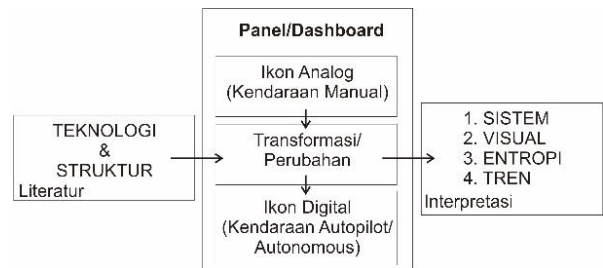 Panel/Dashboard
Ikon Analog
(Kendaraan Manual)
TEKNOLOGI
&
STRUKTUR
Literatur
Transformasi/
Perubahan
Ikon Digital
(Kendaraan Autopilot/
Autonomous)
1. SISTEM
2. VISUAL
3. ENTROPI
4. TREN
Interpretasi